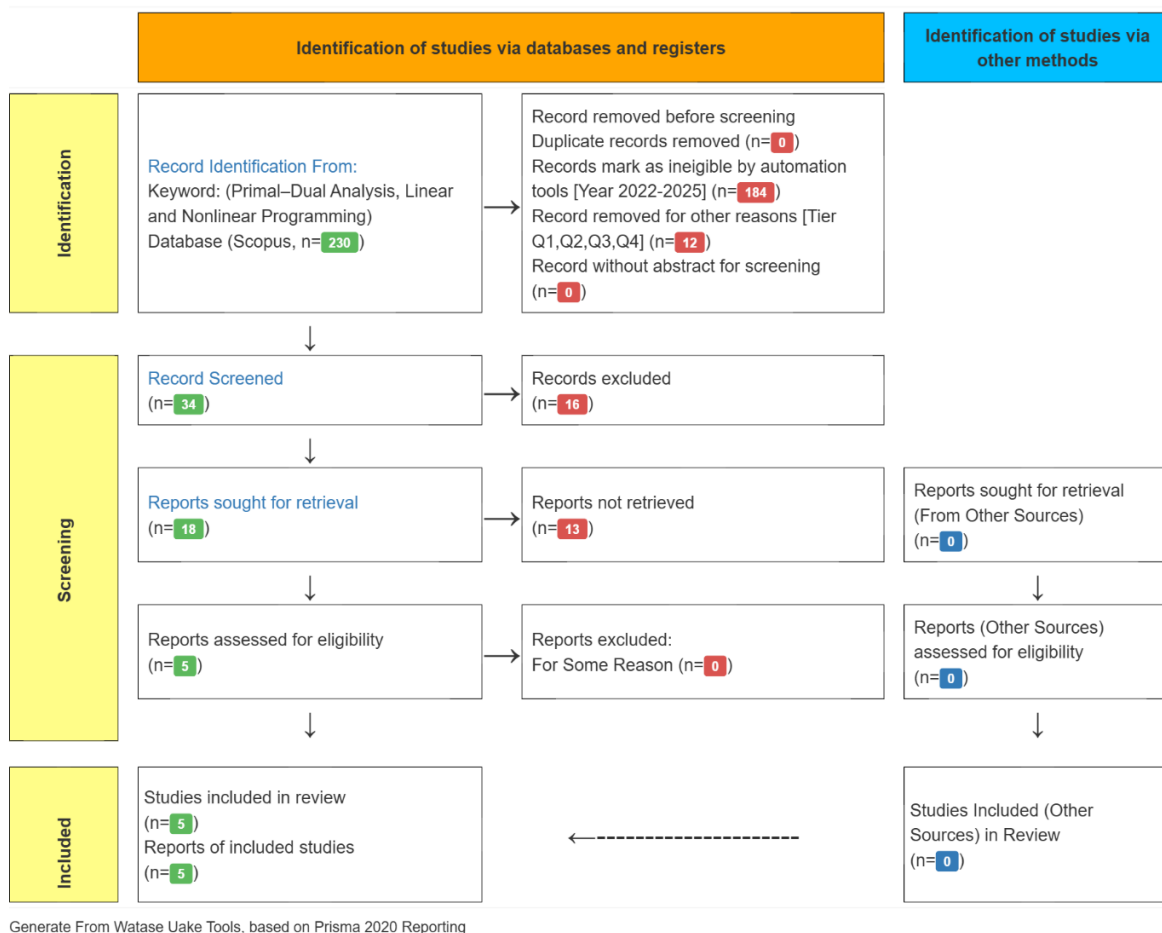 Identification of studies via databases and registers
Identification of studies via
other methods
Identification
Record Identification From:
Keyword: (Primal–Dual Analysis, Linear
and Nonlinear Programming)
Database (Scopus, n= 230 )
Record removed before screening
Duplicate records removed (n= 0 )
Records mark as ineigible by automation
tools [Year 2022-2025] (n= 184 )
Record removed for other reasons [Tier
Q1,Q2,Q3,Q4] (n= 12 )
Record without abstract for screening
(n= 0 )
Screening
Record Screened
(n= 34 )
Records excluded
(n= 16 )
Reports sought for retrieval
(n= 18 )
Reports not retrieved
(n= 13 )
Reports sought for retrieval
(From Other Sources)
(n= 0 )
Reports assessed for eligibility
(n= 5 )
Reports excluded:
For Some Reason (n= 0 )
Reports (Other Sources)
assessed for eligibility
(n= 0 )
Included
Studies included in review
(n= 5 )
Reports of included studies
(n= 5 )
Studies Included (Other
Sources) in Review
(n= 0 )
Generate From Watase Uake Tools, based on Prisma 2020 Reporting